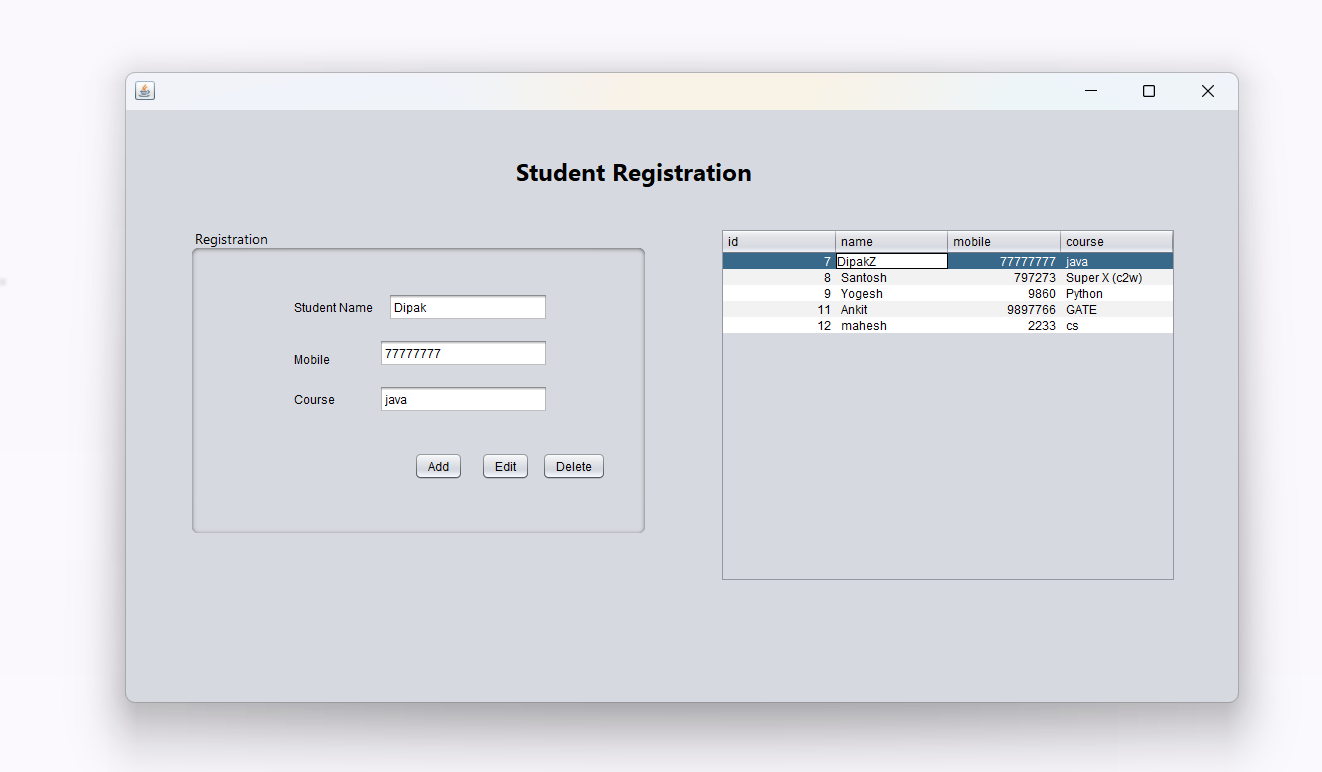 Student Registration
Registration
Student Name Dipak
Mobile 77777777
Course java
Add Edit Delete
id name mobile course
7 DipakZ 77777777 java
8 Santosh 797273 Super X (c2w)
9 Yogesh 9860 Python
11 Ankit 9897766 GATE
12 mahesh 2233 cs